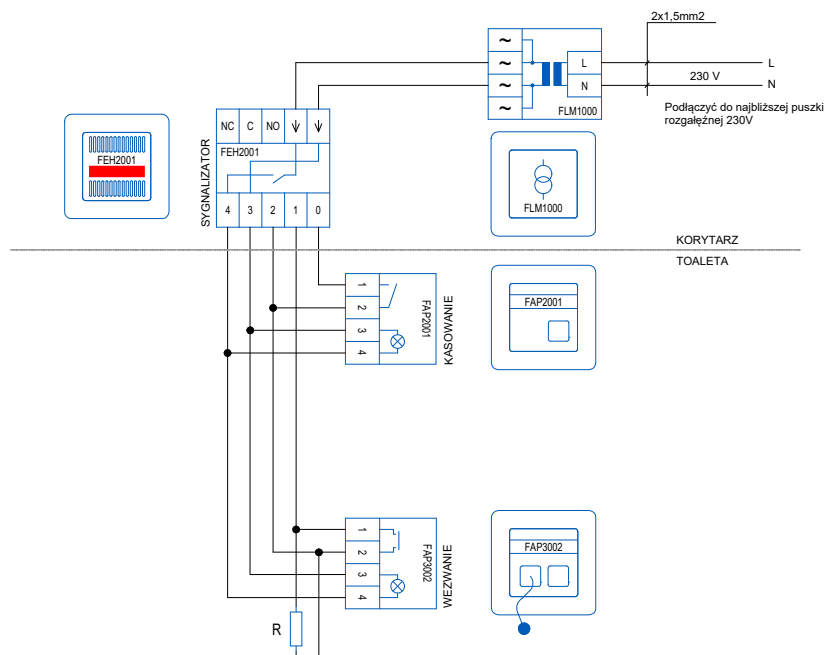 2x1,5mm2
~
~
~
~
L
N
FLM1000
L
230 V
N
Podłączyć do najbliższej puszki
rozgałęźnej 230V
FEH2001
SYGNALIZATOR
NC C NO
FEH2001
4 3 2 1 0
FLM1000
KORYTARZ
TOALETA
1
2
3
4
FAP2001
KASOWANIE
FAP2001
1
2
3
4
FAP3002
WEZWANIE
FAP3002
R